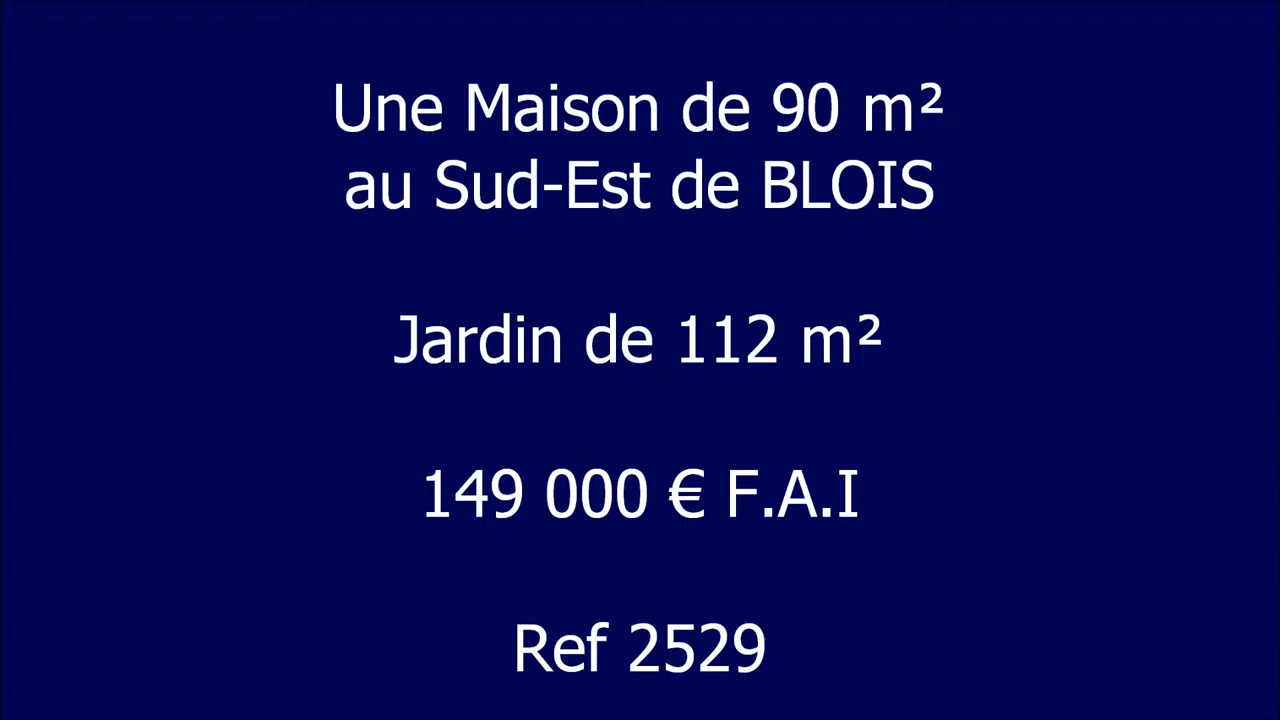 Une Maison de 90 m²
au Sud-Est de BLOIS
Jardin de 112 m²
149 000 € F.A.I
Ref 2529